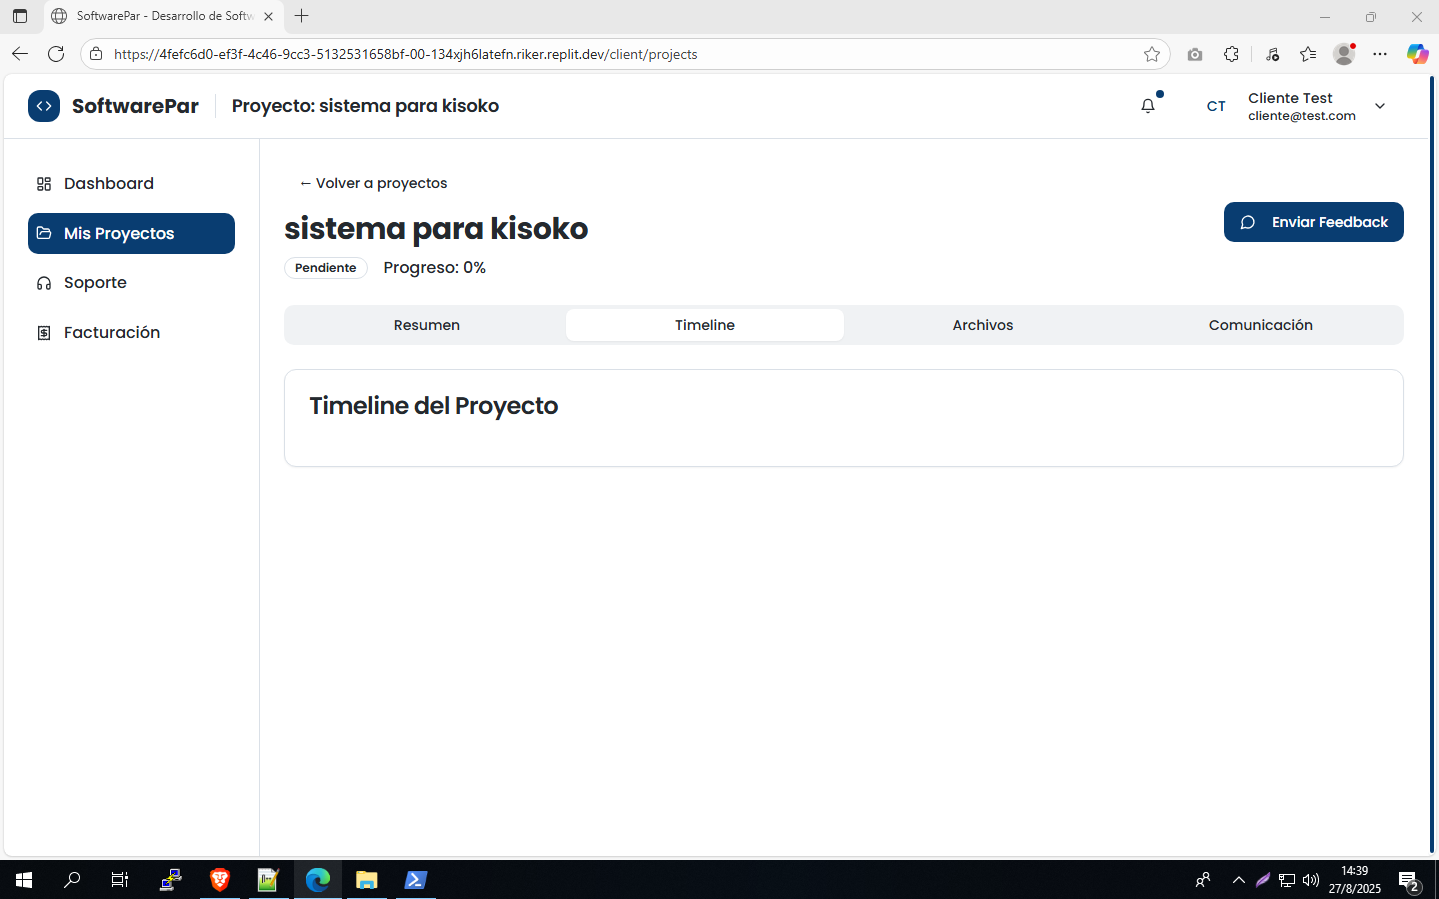 SoftwarePar - Desarrollo de Softw
https://4fefc6d0-ef3f-4c46-9cc3-5132531658bf-00-134xjh6latefn.riker.replit.dev/client/projects
SoftwarePar
Proyecto: sistema para kisoko
CT
Cliente Test
cliente@test.com
Dashboard
Mis Proyectos
Soporte
Facturación
← Volver a proyectos
sistema para kisoko
Enviar Feedback
Pendiente
Progreso: 0%
Resumen
Timeline
Archivos
Comunicación
Timeline del Proyecto
14:39
27/8/2025
2